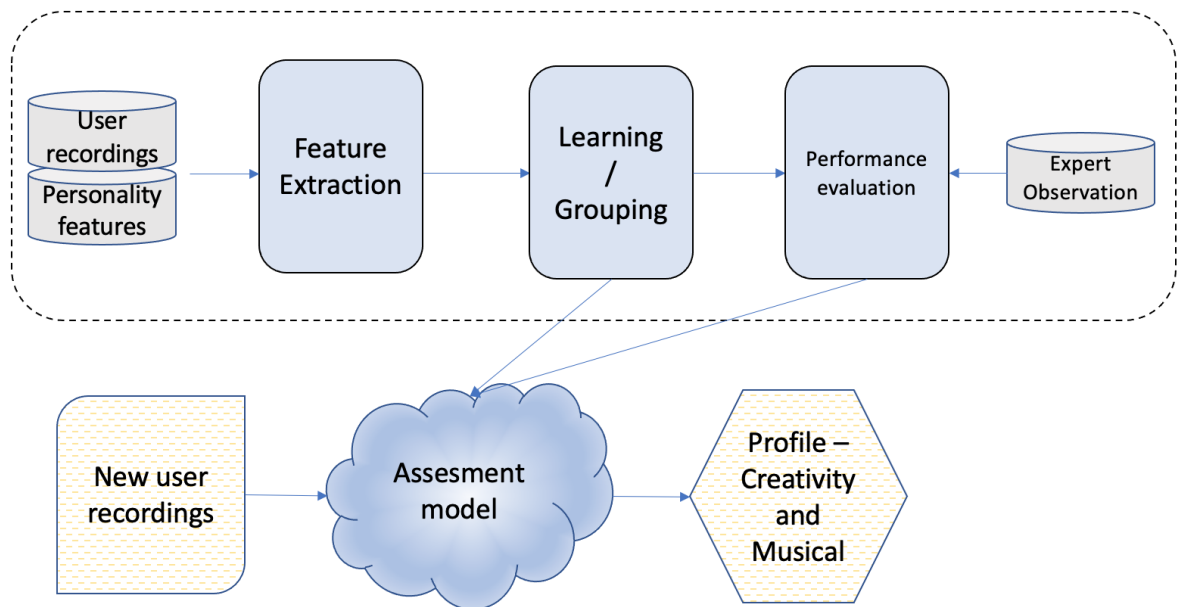 User
recordings
Personality
features
Feature
Extraction
Learning
/
Grouping
Performance
evaluation
Expert
Observation
New user
recordings
Assesment
model
Profile –
Creativity
and
Musical